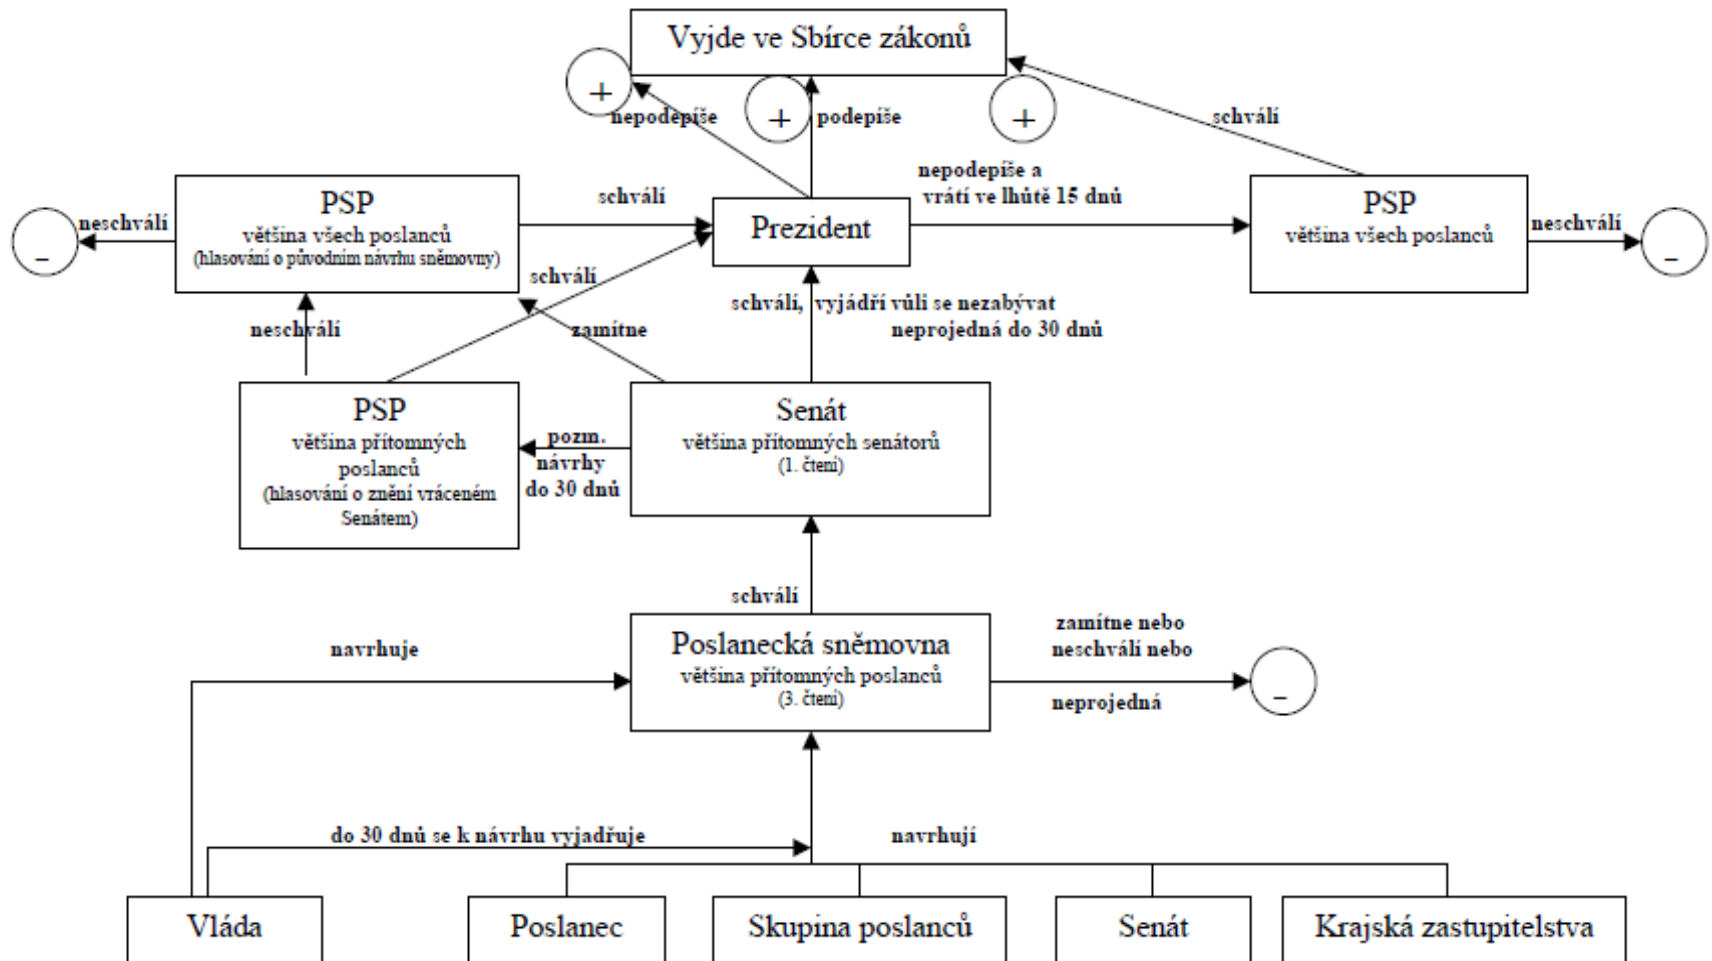 Vyjde ve Sbírce zákonů
+
+
+
nepodepíše
podepíše
schválí
PSP
většina všech poslanců
(hlasování o původním návrhu sněmovny)
neschválí
-
schválí
Prezident
nepodepíše a
vrátí ve lhůtě 15 dnů
PSP
většina všech poslanců
neschválí
-
schválí
neschválí
zamítne
schválí, vyjádří vůli se nezabývat
neprojedná do 30 dnů
PSP
většina přítomných
poslanců
(hlasování o znění vráceném
Senátem)
pozm.
návrhy
do 30 dnů
Senát
většina přítomných senátorů
(1. čtení)
schválí
navrhuje
Poslanecká sněmovna
většina přítomných poslanců
(3. čtení)
zamítne nebo
neschválí nebo
neprojedná
-
do 30 dnů se k návrhu vyjadřuje
navrhují
Vláda
Poslanec
Skupina poslanců
Senát
Krajská zastupitelstva